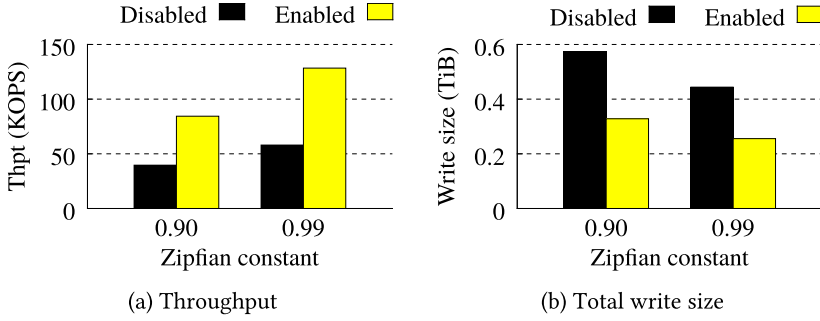 Disabled Enabled
Thpt (KOPS)
150
100
50
0
0.90 0.99
Zipfian constant
(a) Throughput
Disabled Enabled
Write size (TiB)
0.6
0.4
0.2
0
0.90 0.99
Zipfian constant
(b) Total write size